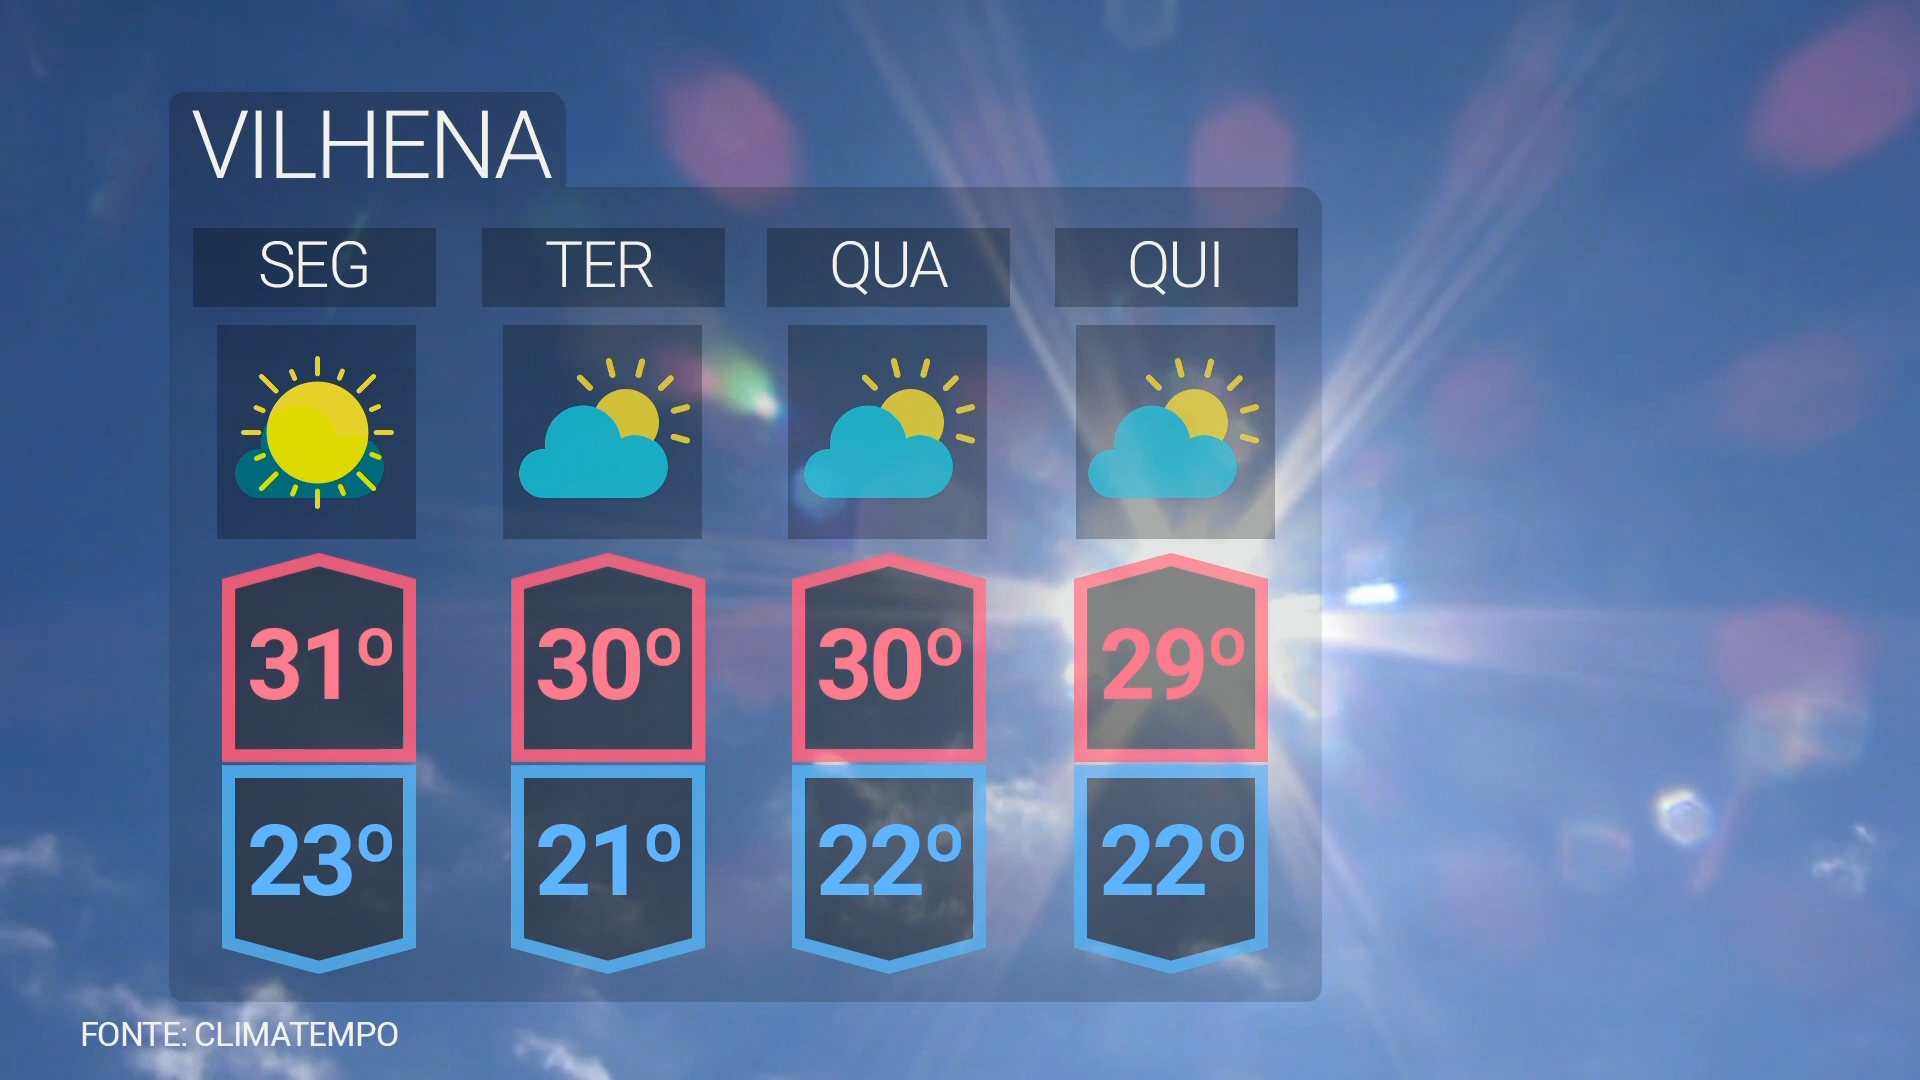 VILHENA
SEG TER QUA QUI
31º 30º 30º 29º
23º 21º 22º 22º
FONTE: CLIMATEMPO